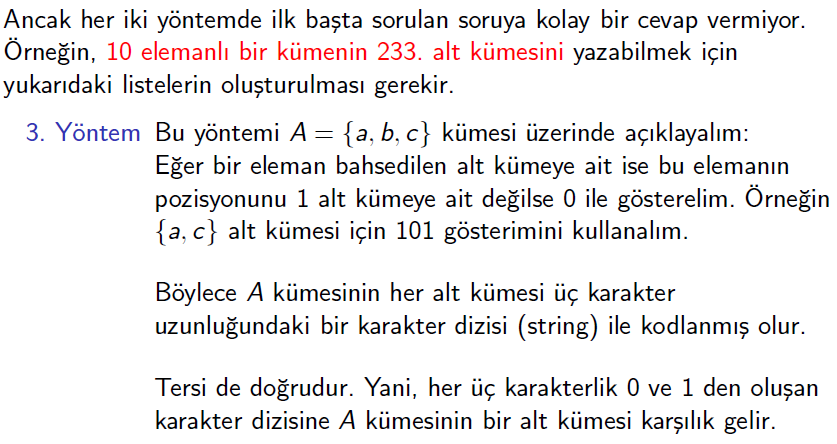 Ancak her iki yöntemde ilk başta sorulan soruya kolay bir cevap vermiyor.
Örneğin, 10 elemanlı bir kümenin 233. alt kümesini yazabilmek için
yukarıdaki listelerin oluşturulması gerekir.
3. Yöntem Bu yöntemi A = {a, b, c} kümesi üzerinde açıklayalım:
Eğer bir eleman bahsedilen alt kümeye ait ise bu elemanın
pozisyonunu 1 alt kümeye ait değilse 0 ile gösterelim. Örneğin
{a, c} alt kümesi için 101 gösterimini kullanalım.
Böylece A kümesinin her alt kümesi üç karakter
uzunluğundaki bir karakter dizisi (string) ile kodlanmış olur.
Tersi de doğrudur. Yani, her üç karakterlik 0 ve 1 den oluşan
karakter dizisine A kümesinin bir alt kümesi karşılık gelir.